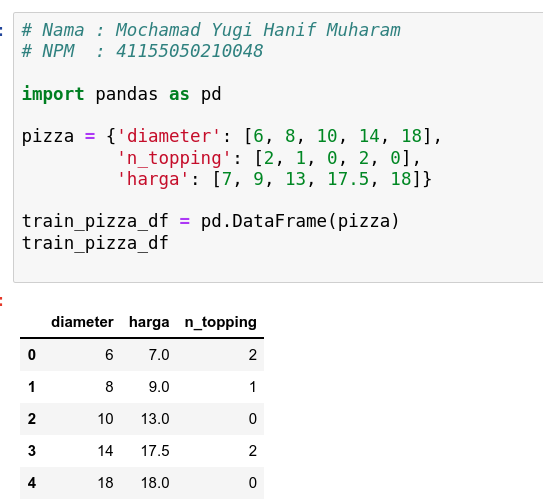 # Nama : Mochamad Yugi Hanif Muharam
# NPM  : 41155050210048
import pandas as pd
pizza = {'diameter': [6, 8, 10, 14, 18],
         'n_topping': [2, 1, 0, 2, 0],
         'harga': [7, 9, 13, 17.5, 18]}
train_pizza_df = pd.DataFrame(pizza)
train_pizza_df
diameter harga n_topping
0 6 7.0 2
1 8 9.0 1
2 10 13.0 0
3 14 17.5 2
4 18 18.0 0